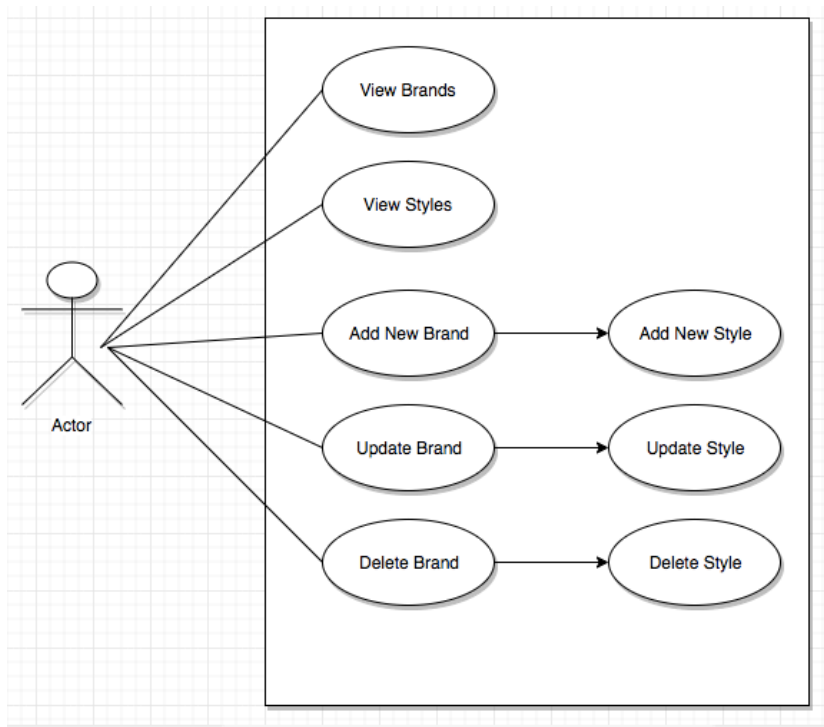 View Brands
View Styles
Add New Brand
Add New Style
Actor
Update Brand
Update Style
Delete Brand
Delete Style